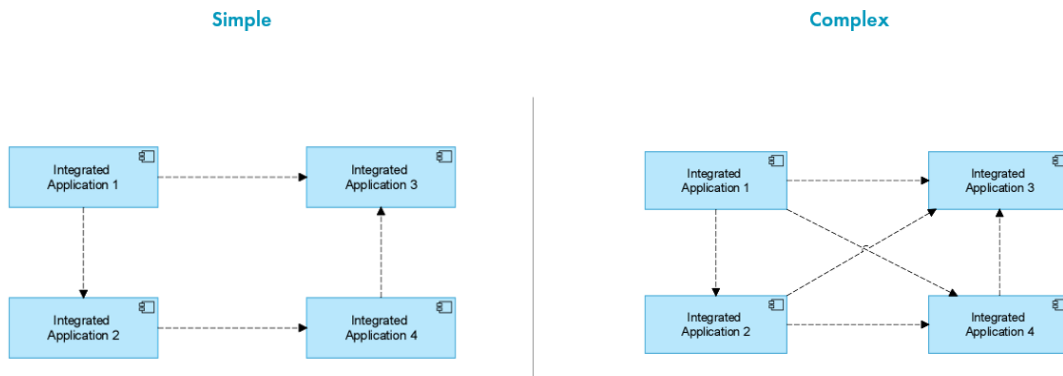 Simple
Complex
Integrated
Application 1
Integrated
Application 3
Integrated
Application 2
Integrated
Application 4
Integrated
Application 1
Integrated
Application 3
Integrated
Application 2
Integrated
Application 4